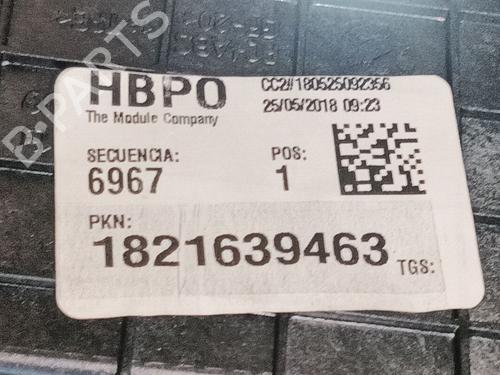 HBPO
The Module Company
CC2#180525092356
25/05/2018 09:23
SECUENCIA:
6967
POS:
1
PKN:
1821639463
TGS:
B-PARTS